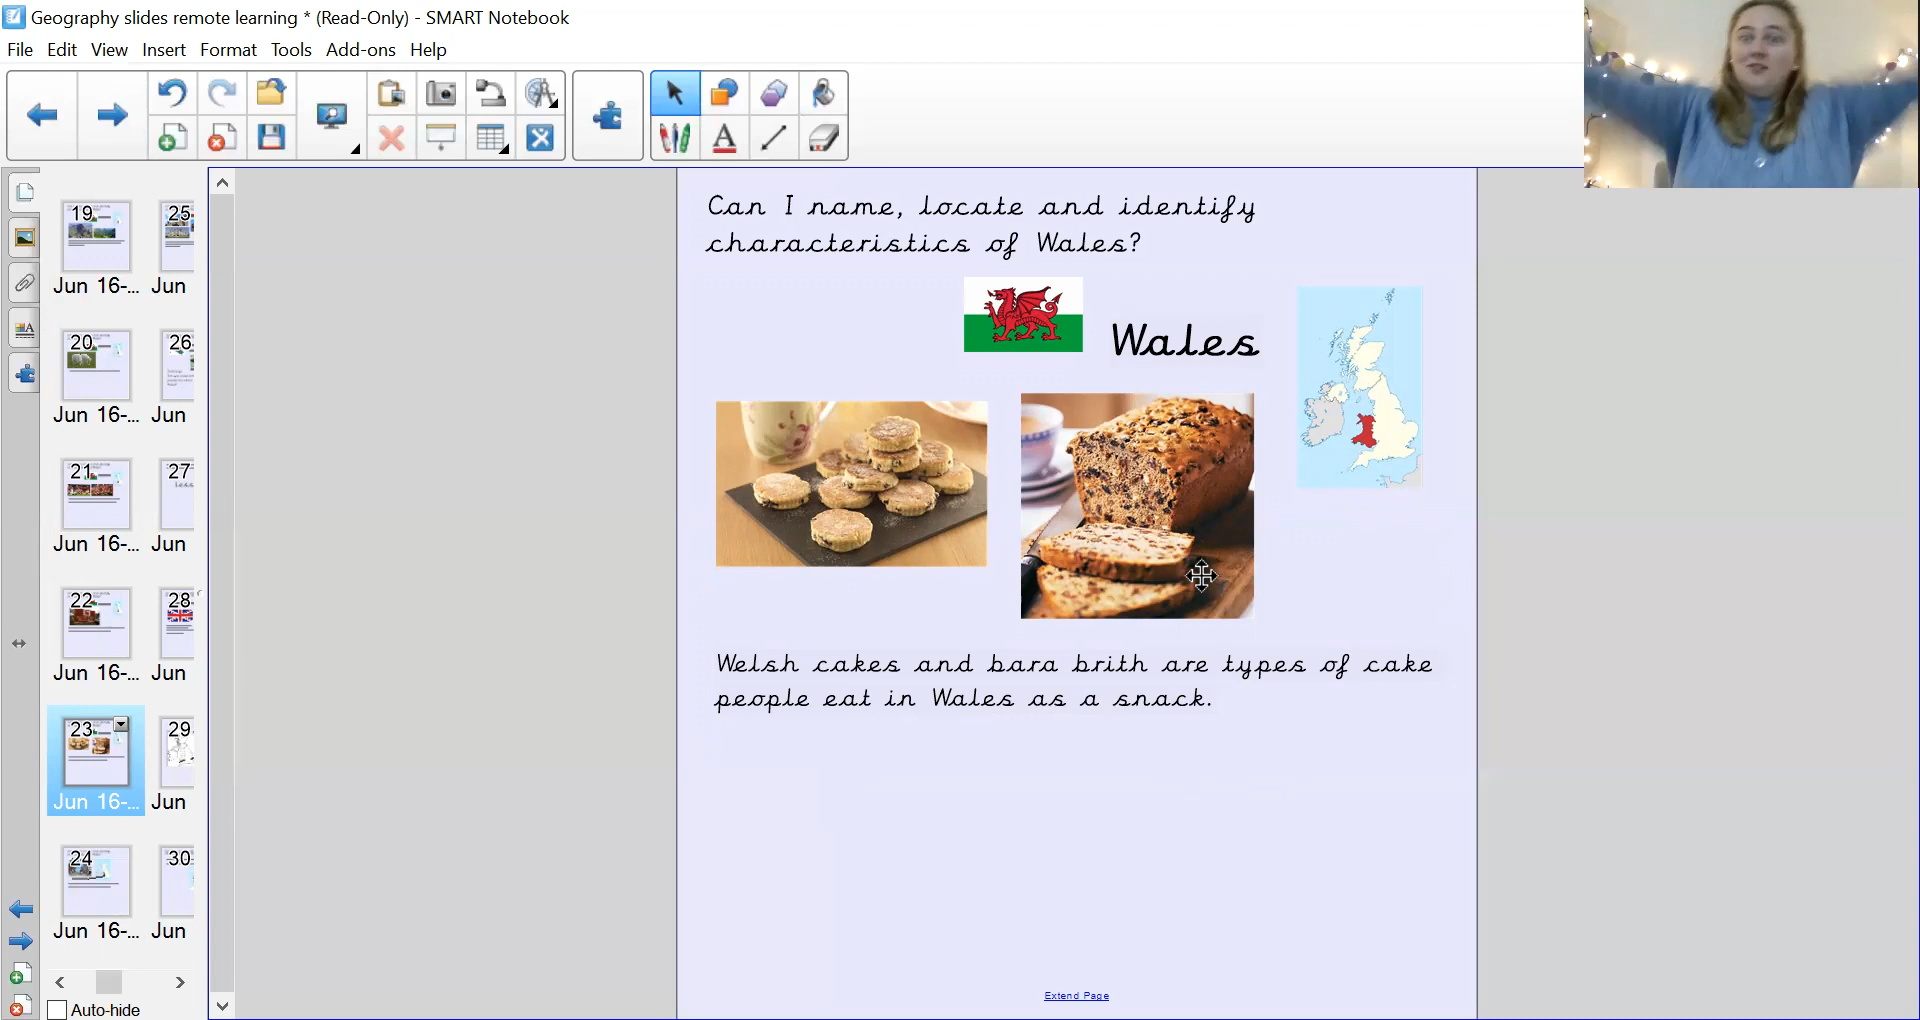 Geography slides remote learning * (Read-Only) - SMART Notebook
File Edit View Insert Format Tools Add-ons Help
Can I name, locate and identify
characteristics of Wales?
Wales
Welsh cakes and bara brith are types of cake
people eat in Wales as a snack.
Extend Page
19 25
Jun 16-... Jun
20 26
Jun 16-... Jun
21 27
Jun 16-... Jun
22 28
Jun 16-... Jun
23 29
Jun 16-... Jun
24 30
Jun 16-... Jun
Auto-hide